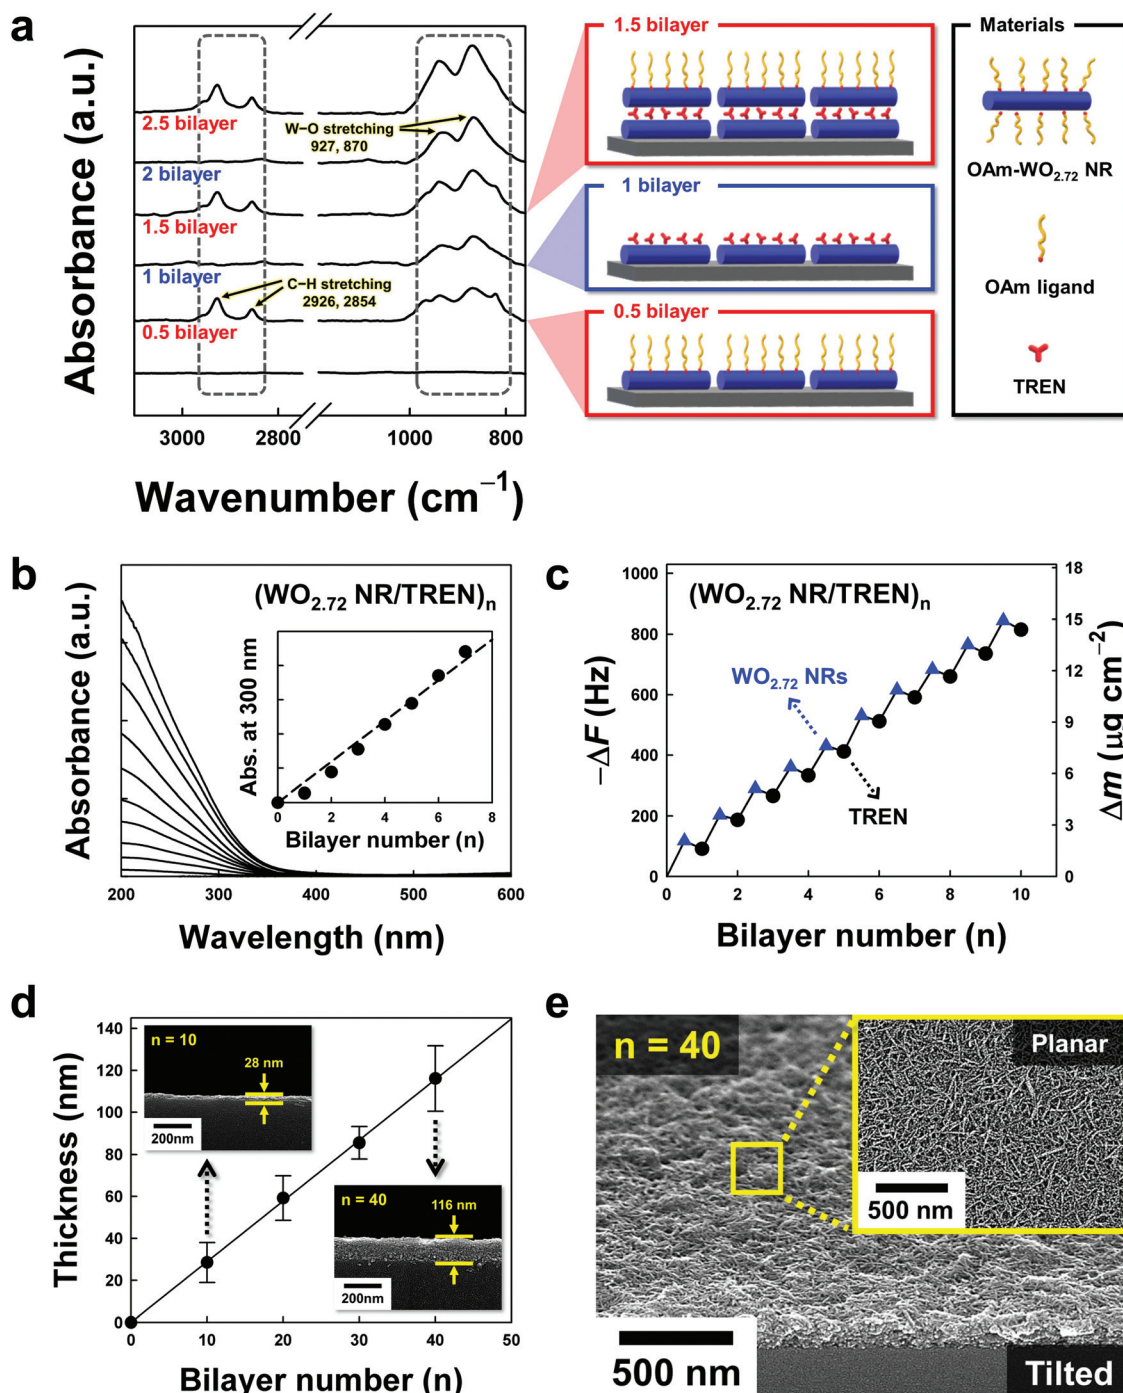 a
Absorbance (a.u.)
2.5 bilayer
W−O stretching
927, 870
2 bilayer
1.5 bilayer
1 bilayer
C−H stretching
2926, 2854
0.5 bilayer
3000
2800
1000
800
Wavenumber (cm⁻¹)
1.5 bilayer
1 bilayer
0.5 bilayer
Materials
OAm-WO₂.₇₂ NR
OAm ligand
TREN
b
(WO₂.₇₂ NR/TREN)ₙ
Absorbance (a.u.)
Abs. at 300 nm
0 2 4 6 8
Bilayer number (n)
200 300 400 500 600
Wavelength (nm)
c
(WO₂.₇₂ NR/TREN)ₙ
−ΔF (Hz)
1000
800
600
400
200
0
WO₂.₇₂ NRs
TREN
18
15
12
9
6
3
0
Δm (µg cm⁻²)
0 2 4 6 8 10
Bilayer number (n)
d
Thickness (nm)
140
120
100
80
60
40
20
0
n = 10
28 nm
200nm
n = 40
116 nm
200nm
0 10 20 30 40 50
Bilayer number (n)
e
n = 40
Planar
500 nm
500 nm
Tilted